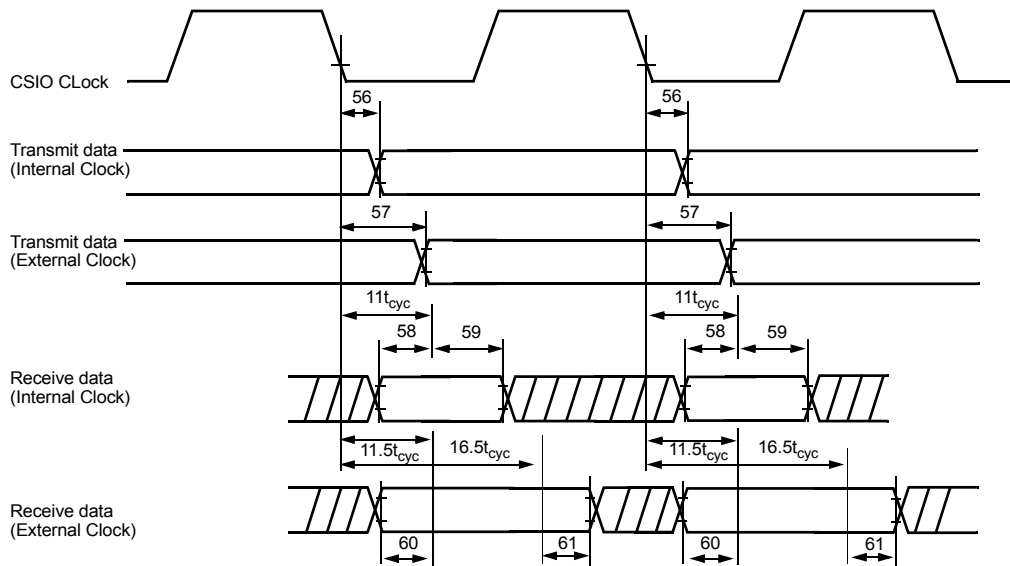 CSIO CLock
56 56
Transmit data
(Internal Clock)
57 57
Transmit data
(External Clock)
11tcyc 11tcyc
58 59 58 59
Receive data
(Internal Clock)
11.5tcyc 16.5tcyc 11.5tcyc 16.5tcyc
Receive data
(External Clock)
60 61 60 61